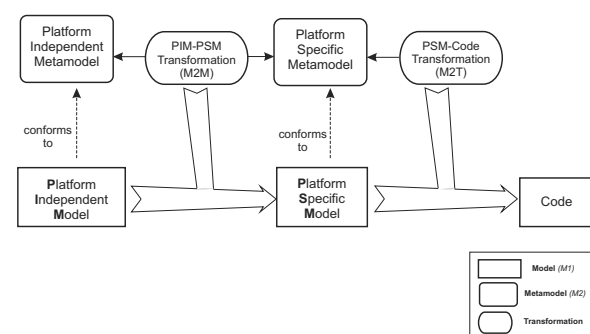 Platform
Independent
Metamodel
PIM-PSM
Transformation
(M2M)
Platform
Specific
Metamodel
PSM-Code
Transformation
(M2T)
conforms
to
conforms
to
Platform
Independent
Model
Platform
Specific
Model
Code
Model (M1)
Metamodel (M2)
Transformation